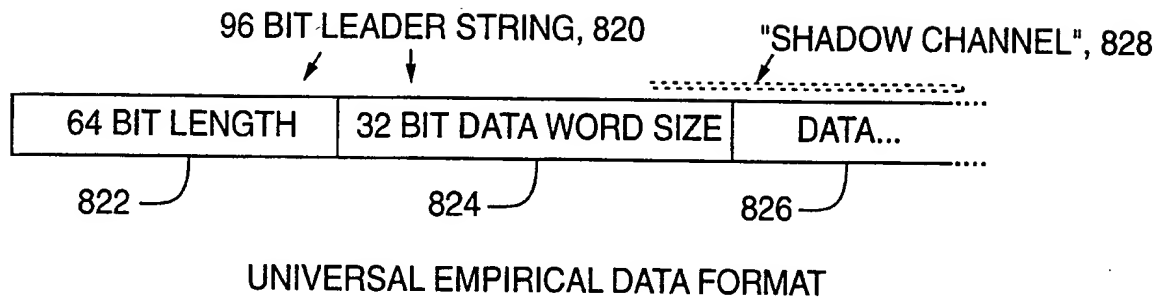 96 BIT LEADER STRING, 820
"SHADOW CHANNEL", 828
64 BIT LENGTH
32 BIT DATA WORD SIZE
DATA...
822
824
826
UNIVERSAL EMPIRICAL DATA FORMAT